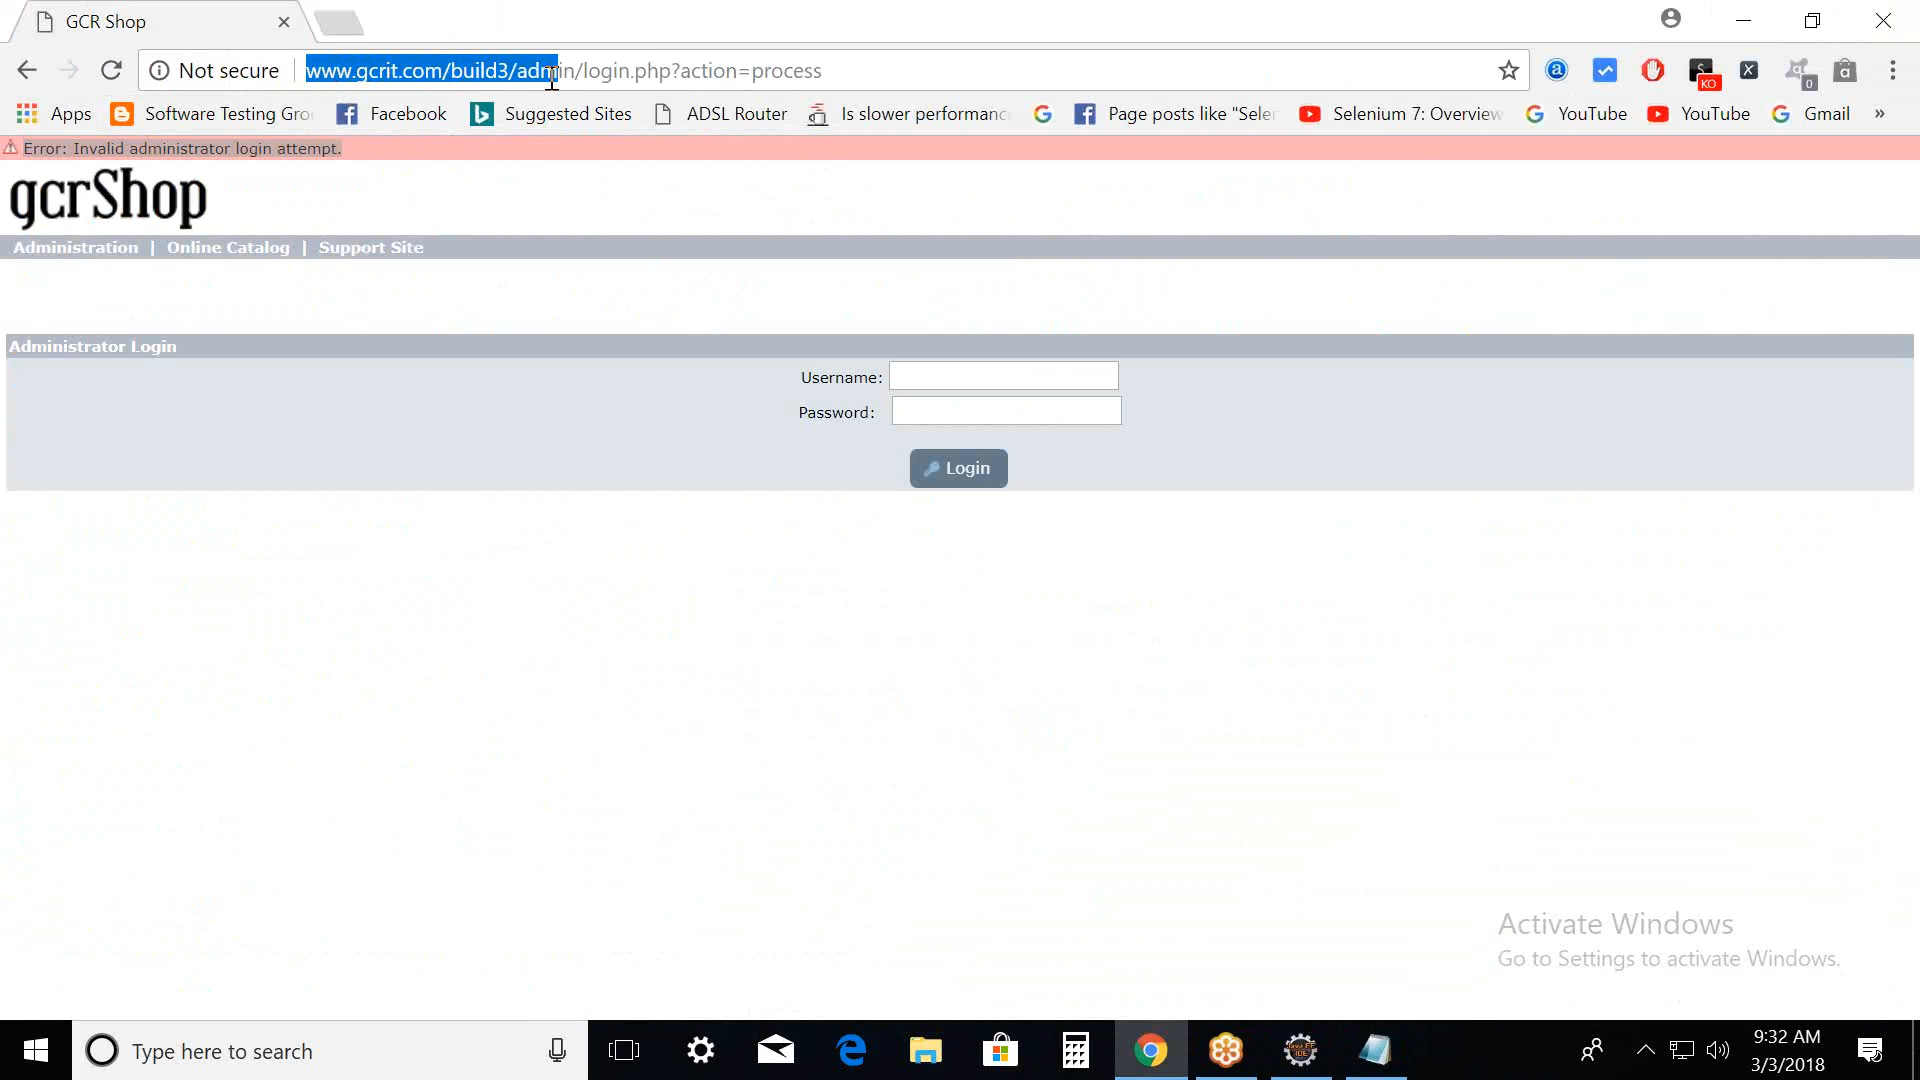 GCR Shop
Not secure
www.gcrit.com/build3/admin/login.php?action=process
KO
0
Apps
Software Testing Gro
Facebook
Suggested Sites
ADSL Router
Is slower performanc
Page posts like "Seler
Selenium 7: Overview
YouTube
YouTube
Gmail
»
Error: Invalid administrator login attempt.
gcrShop
Administration | Online Catalog | Support Site
Administrator Login
Username:
Password:
Login
Activate Windows
Go to Settings to activate Windows.
Type here to search
9:32 AM
3/3/2018